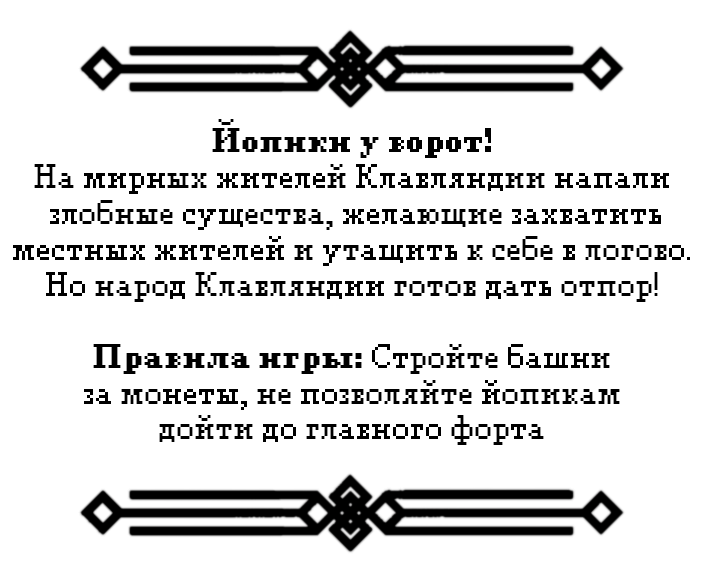 Йопики у ворот!
На мирных жителей Клавляндии напали
злобные существа, желающие захватить
местных жителей и утащить к себе в логово.
Но народ Клавляндии готов дать отпор!
Правила игры: Стройте башни
за монеты, не позволяйте йопикам
дойти до главного форта